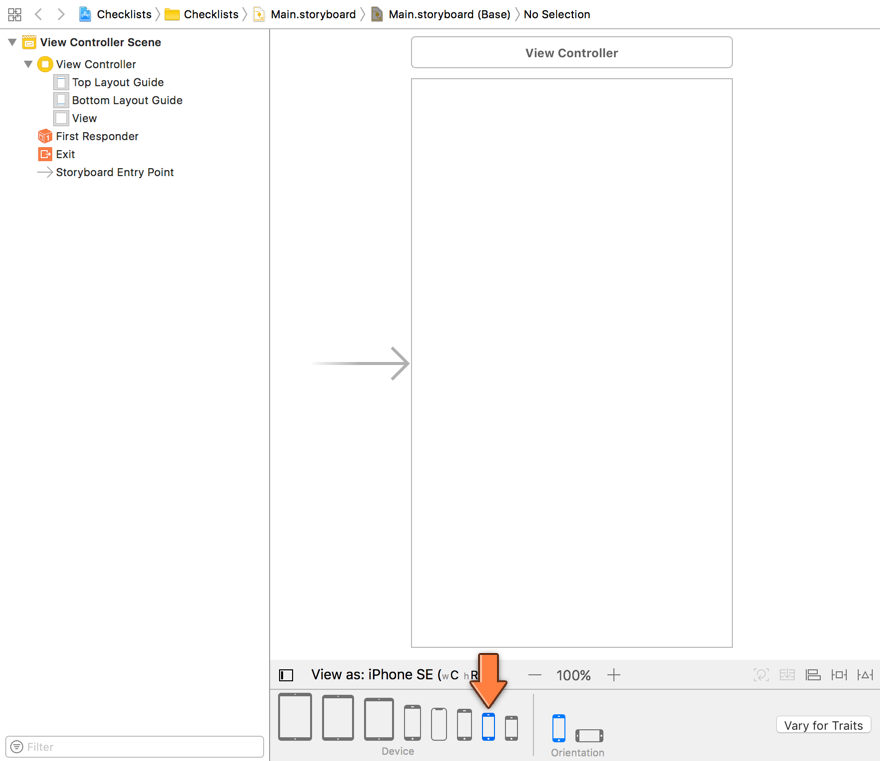 Checklists Checklists Main.storyboard Main.storyboard (Base) No Selection
View Controller Scene
View Controller
Top Layout Guide
Bottom Layout Guide
View
First Responder
Exit
Storyboard Entry Point
Filter
View Controller
View as: iPhone SE (wC hR
100%
Device
Orientation
Vary for Traits